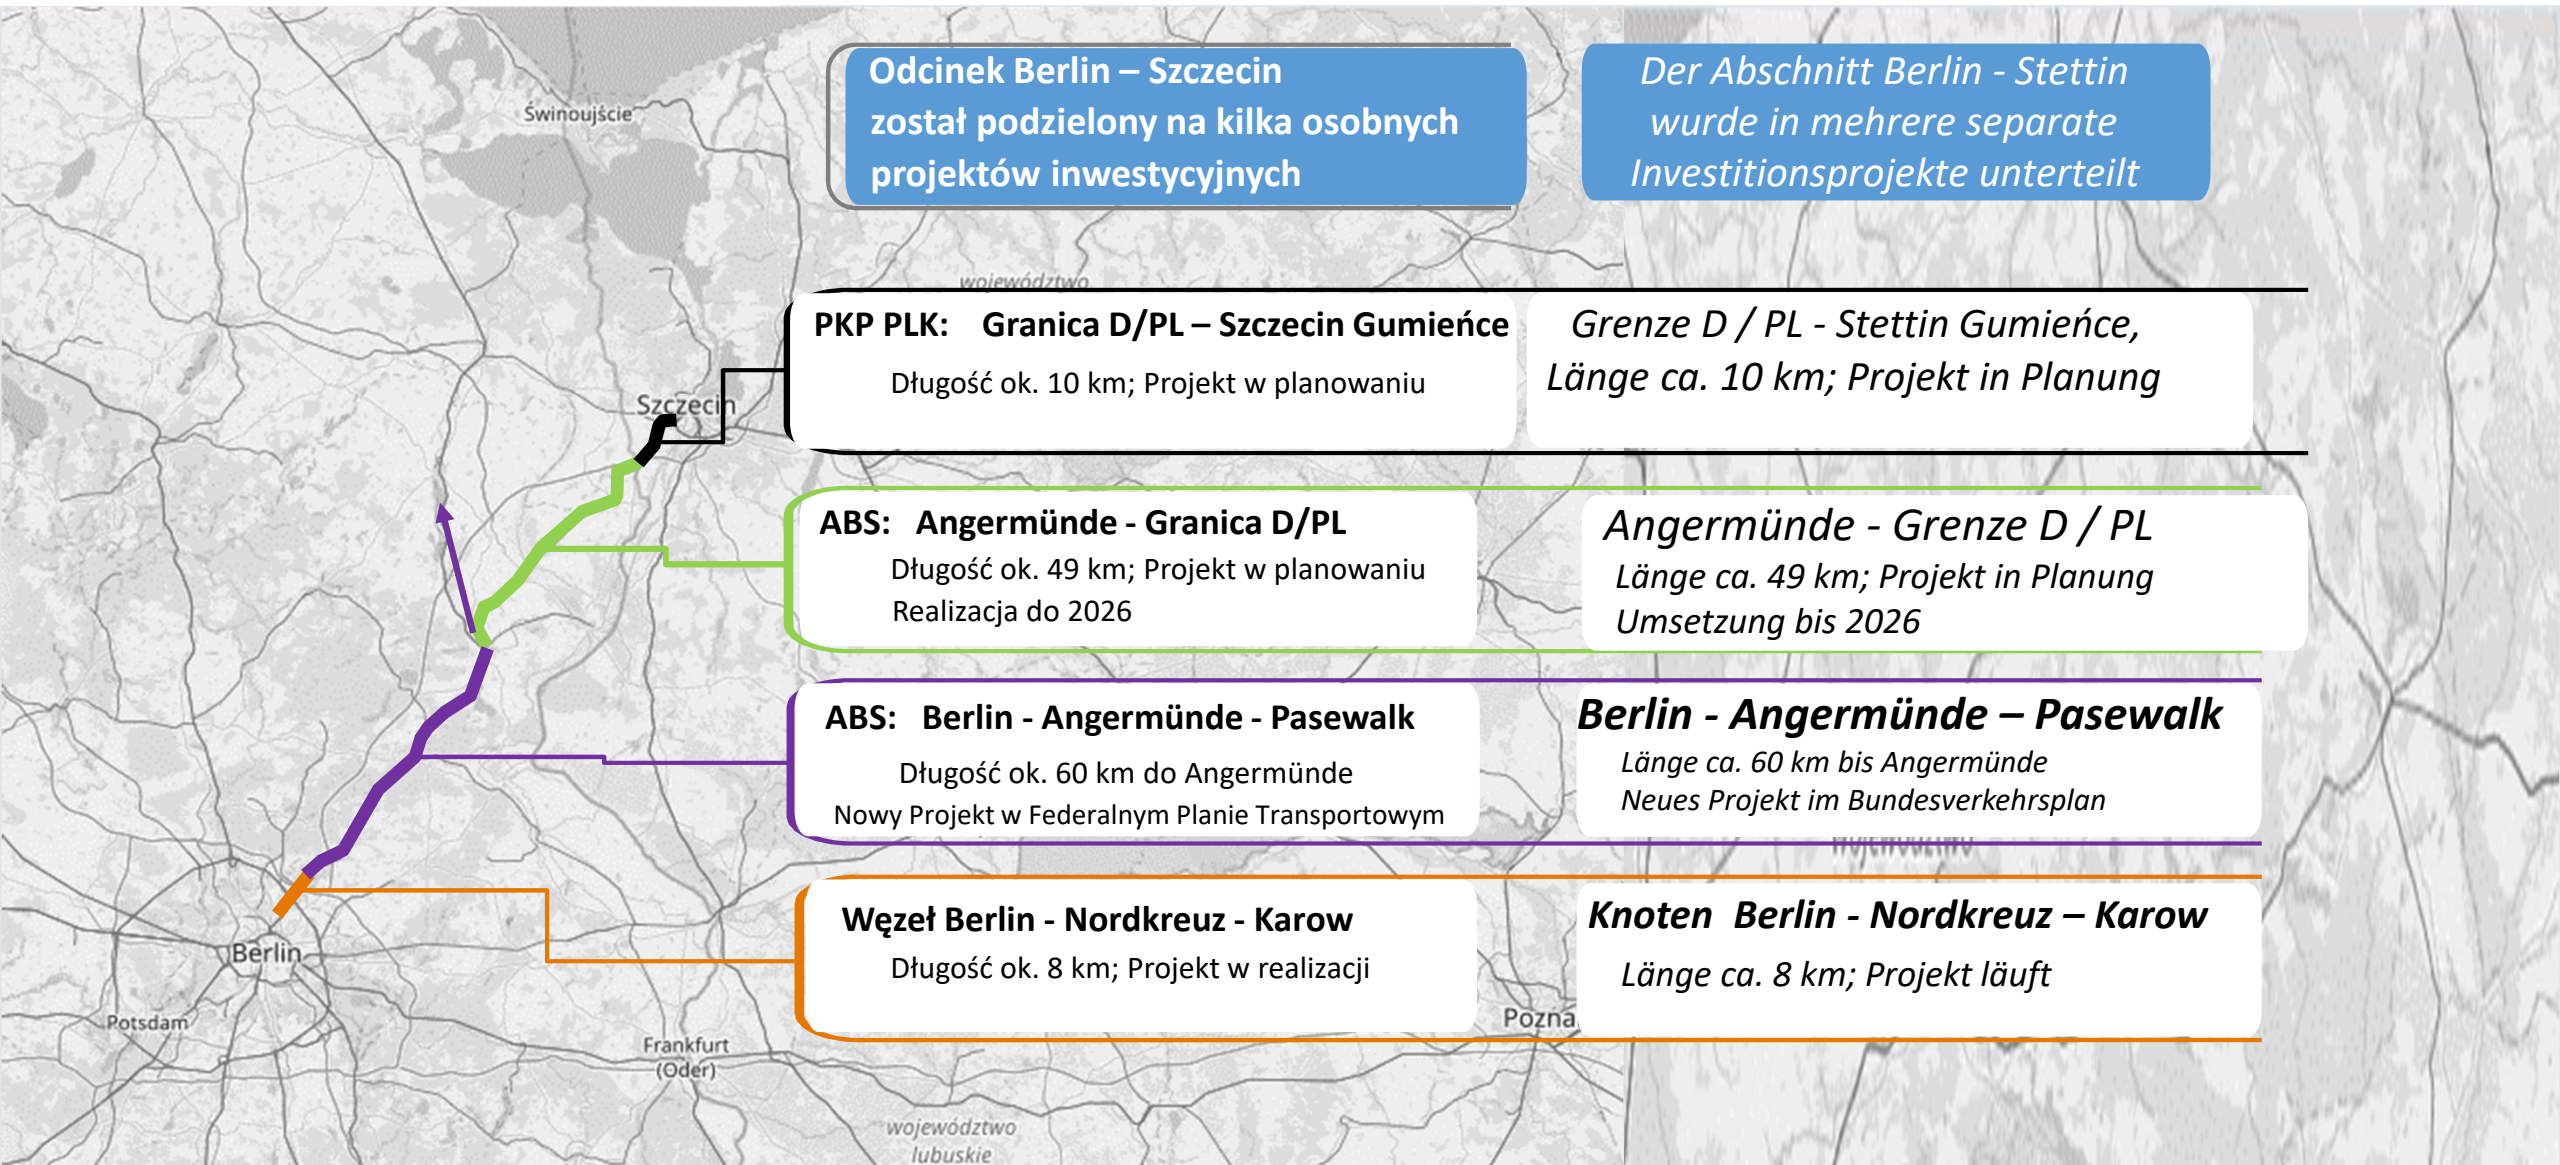 Odcinek Berlin – Szczecin
został podzielony na kilka osobnych
projektów inwestycyjnych
Der Abschnitt Berlin - Stettin
wurde in mehrere separate
Investitionsprojekte unterteilt
Świnoujście
województwo
PKP PLK: Granica D/PL – Szczecin Gumieńce
Długość ok. 10 km; Projekt w planowaniu
Grenze D / PL - Stettin Gumieńce,
Länge ca. 10 km; Projekt in Planung
Szczecin
ABS: Angermünde - Granica D/PL
Długość ok. 49 km; Projekt w planowaniu
Realizacja do 2026
Angermünde - Grenze D / PL
Länge ca. 49 km; Projekt in Planung
Umsetzung bis 2026
ABS: Berlin - Angermünde - Pasewalk
Długość ok. 60 km do Angermünde
Nowy Projekt w Federalnym Planie Transportowym
Berlin - Angermünde – Pasewalk
Länge ca. 60 km bis Angermünde
Neues Projekt im Bundesverkehrsplan
województwo
Węzeł Berlin - Nordkreuz - Karow
Długość ok. 8 km; Projekt w realizacji
Knoten Berlin - Nordkreuz – Karow
Länge ca. 8 km; Projekt läuft
Berlin
Potsdam
Frankfurt
(Oder)
Pozna
województwo
lubuskie